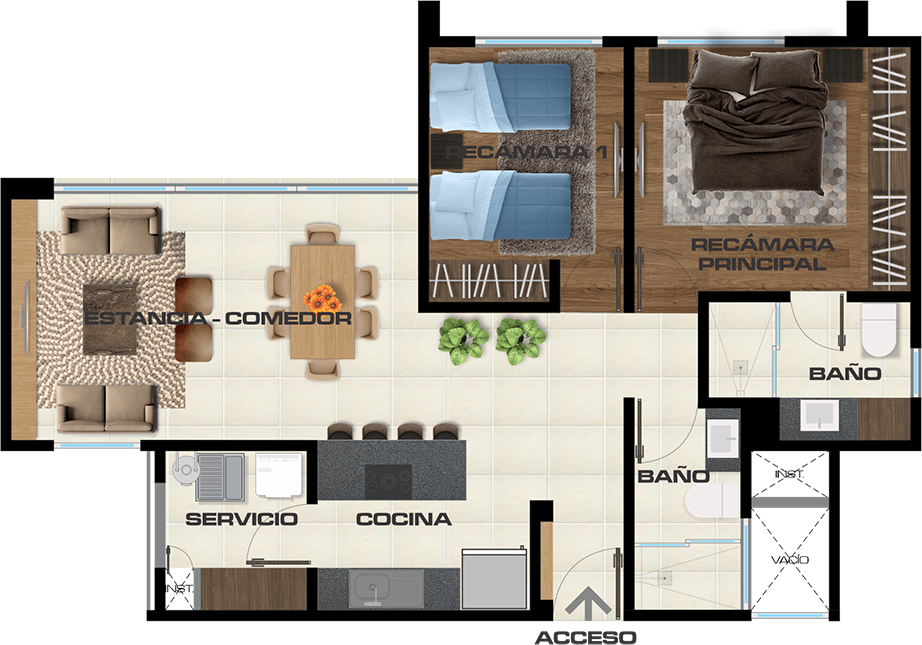 RECÁMARA 1
RECÁMARA
PRINCIPAL
ESTANCIA - COMEDOR
BAÑO
BAÑO
INST.
SERVICIO
COCINA
VACÍO
INST.
ACCESO